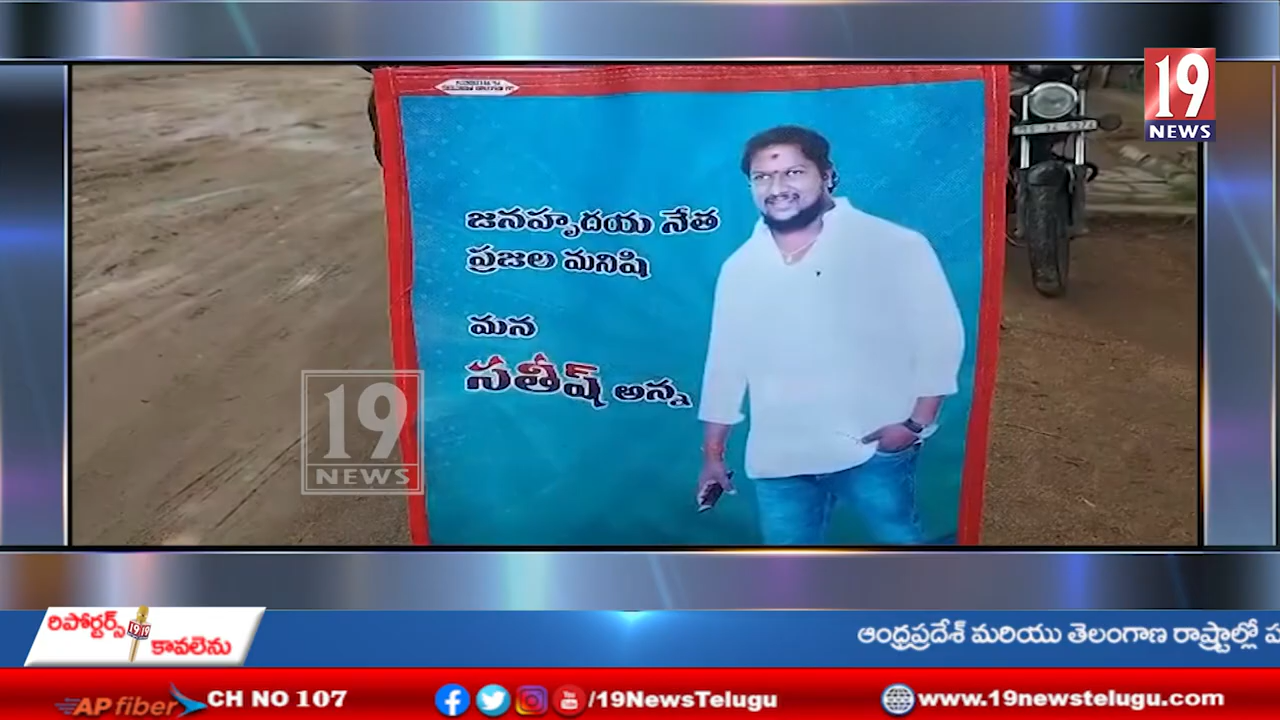 19
NEWS
జనహృదయ నేత
ప్రజల మనిషి
మన
సతీష్ అన్న
19
NEWS
రిపోర్టర్స్
కావలెను
ఆంధ్రప్రదేశ్ మరియు తెలంగాణ రాష్ట్రాల్లో
AP fiber CH NO 107 /19NewsTelugu www.19newstelugu.com